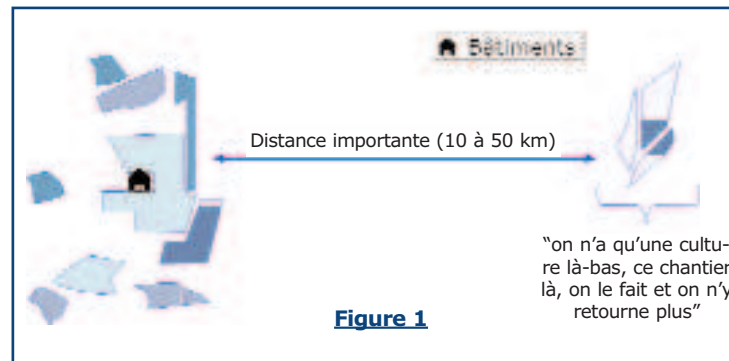 Bâtiments
Distance importante (10 à 50 km)
“on n’a qu’une cultu-
re là-bas, ce chantier
là, on le fait et on n’y
retourne plus”
Figure 1